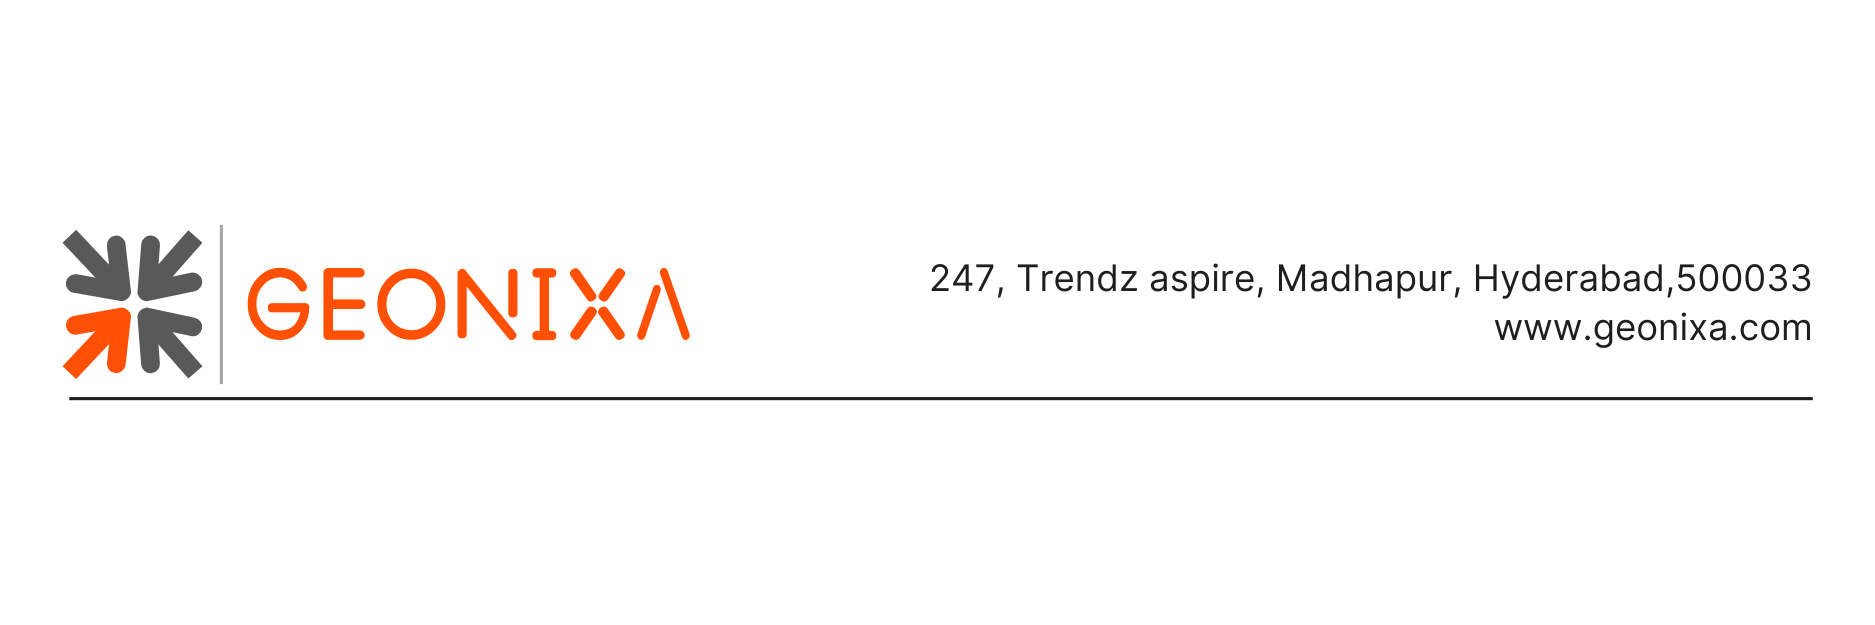 GEONIXA
247, Trendz aspire, Madhapur, Hyderabad,500033
www.geonixa.com